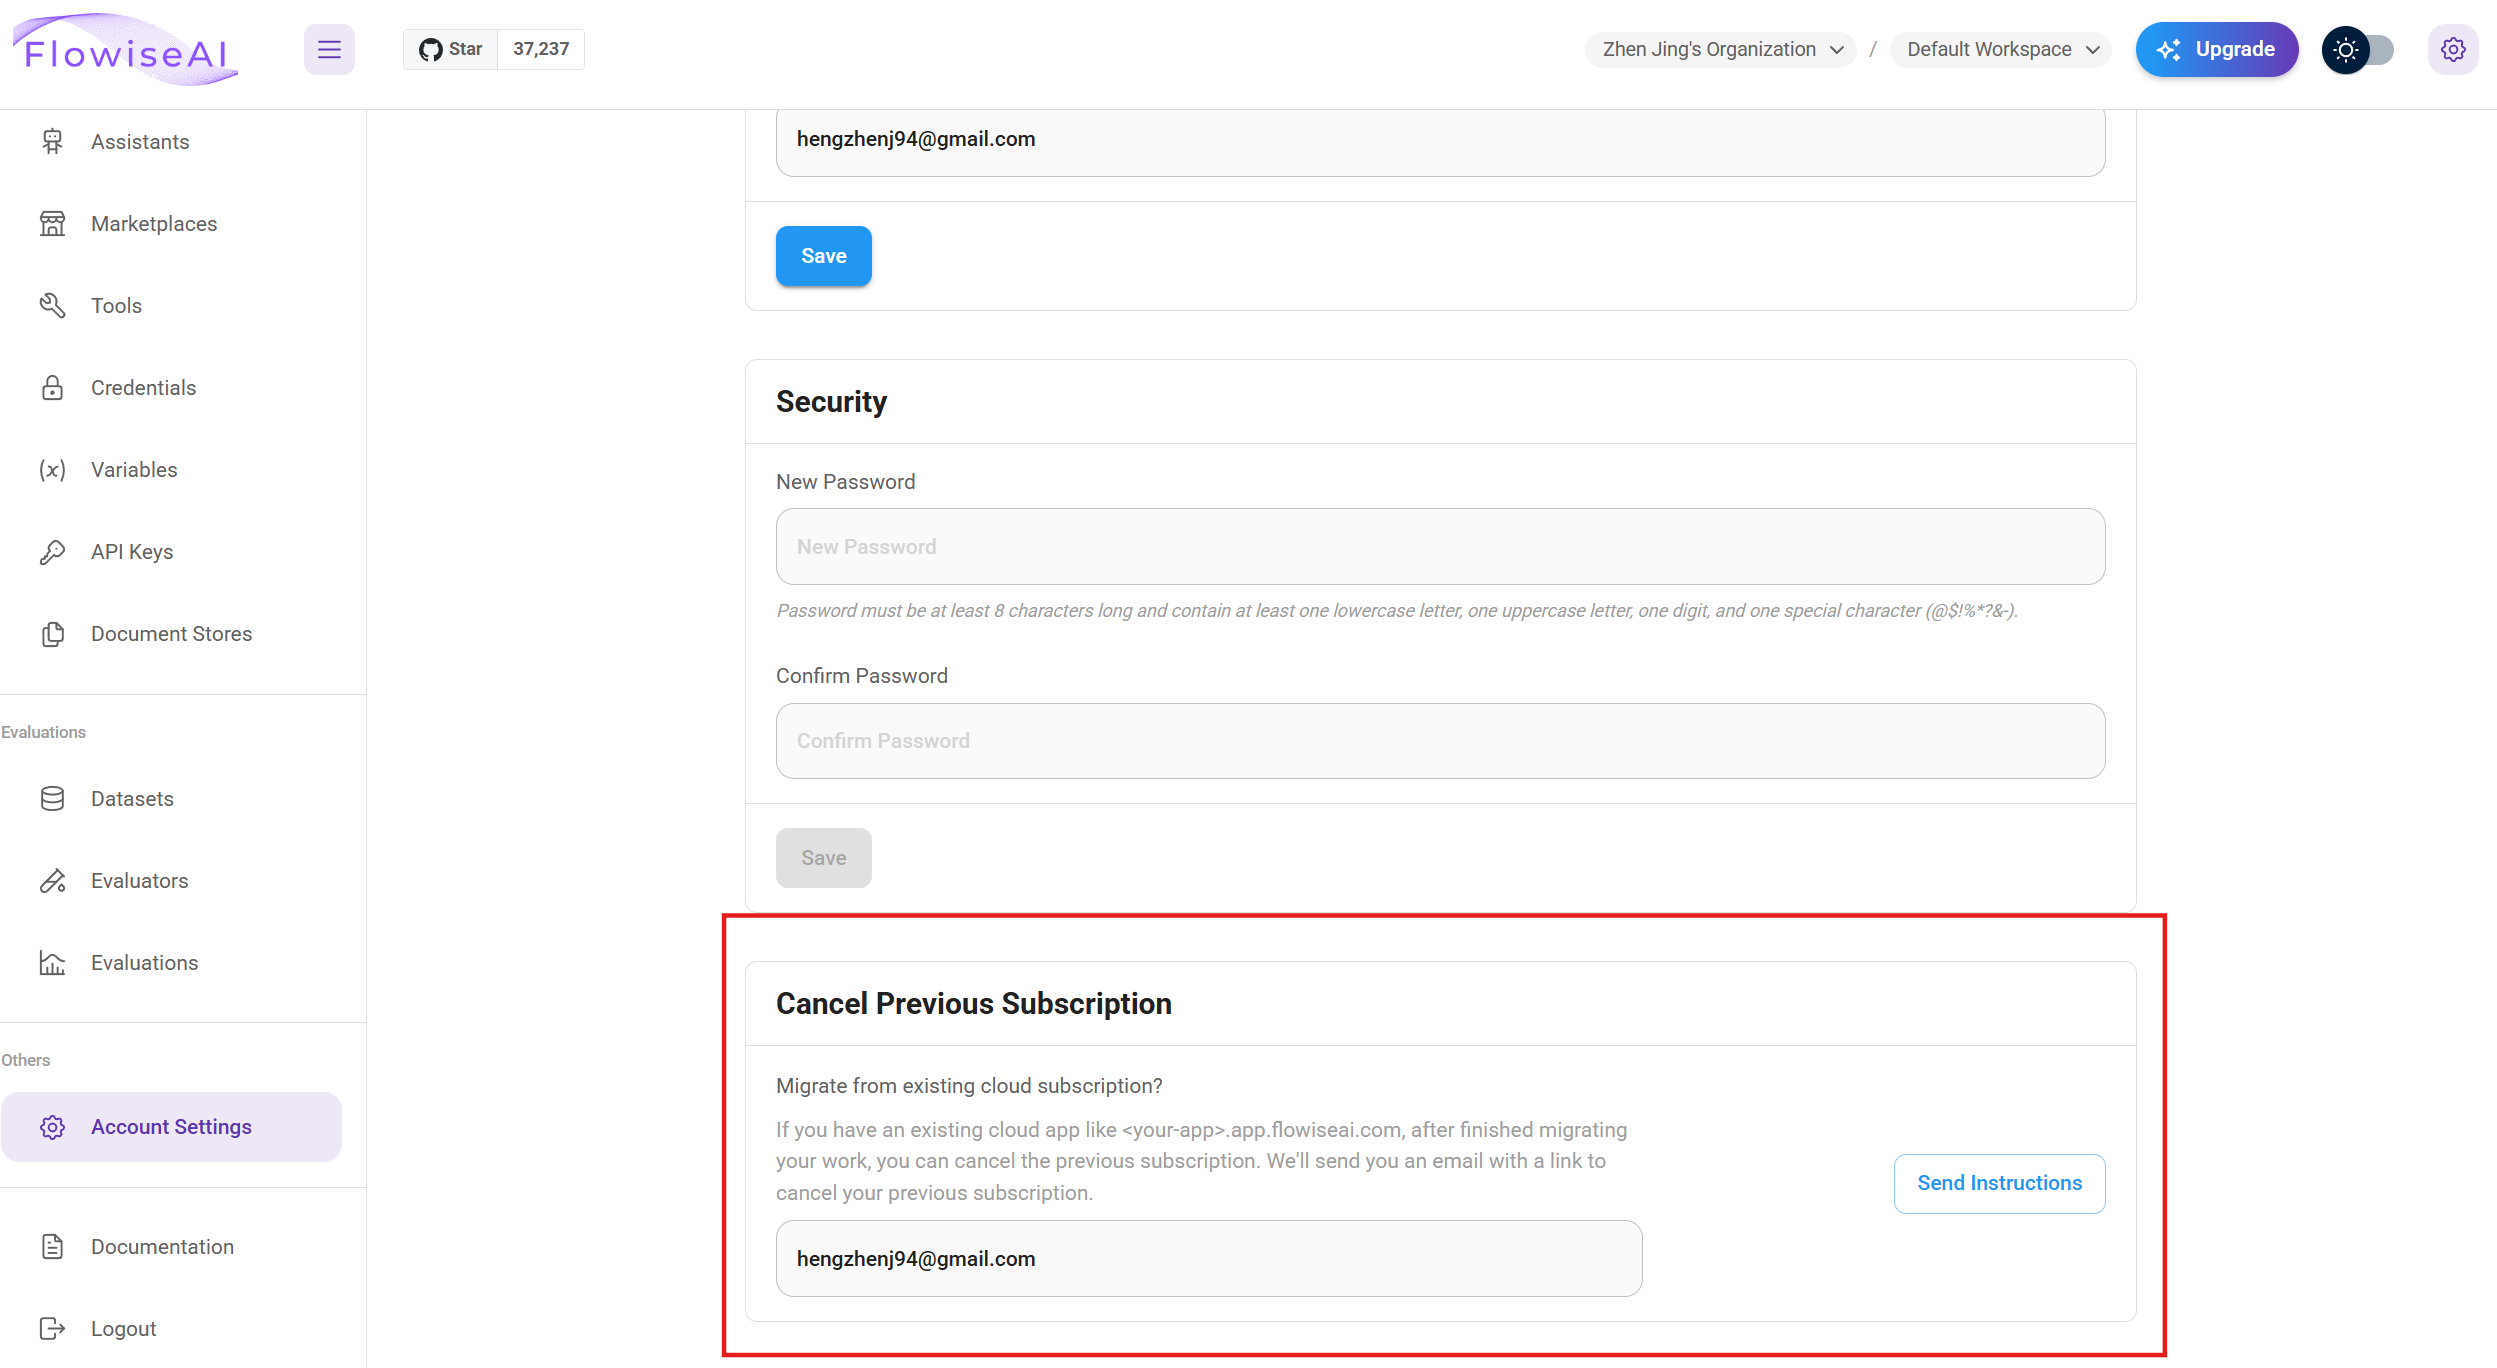 FlowiseAI
Star 37,237
Zhen Jing's Organization / Default Workspace
Upgrade
Assistants
Marketplaces
Tools
Credentials
(x) Variables
API Keys
Document Stores
Evaluations
Datasets
Evaluators
Evaluations
Others
Account Settings
Documentation
Logout
hengzhenj94@gmail.com
Save
Security
New Password
New Password
Password must be at least 8 characters long and contain at least one lowercase letter, one uppercase letter, one digit, and one special character (@$!%*?&-).
Confirm Password
Confirm Password
Save
Cancel Previous Subscription
Migrate from existing cloud subscription?
If you have an existing cloud app like <your-app>.app.flowiseai.com, after finished migrating
your work, you can cancel the previous subscription. We'll send you an email with a link to
cancel your previous subscription.
hengzhenj94@gmail.com
Send Instructions